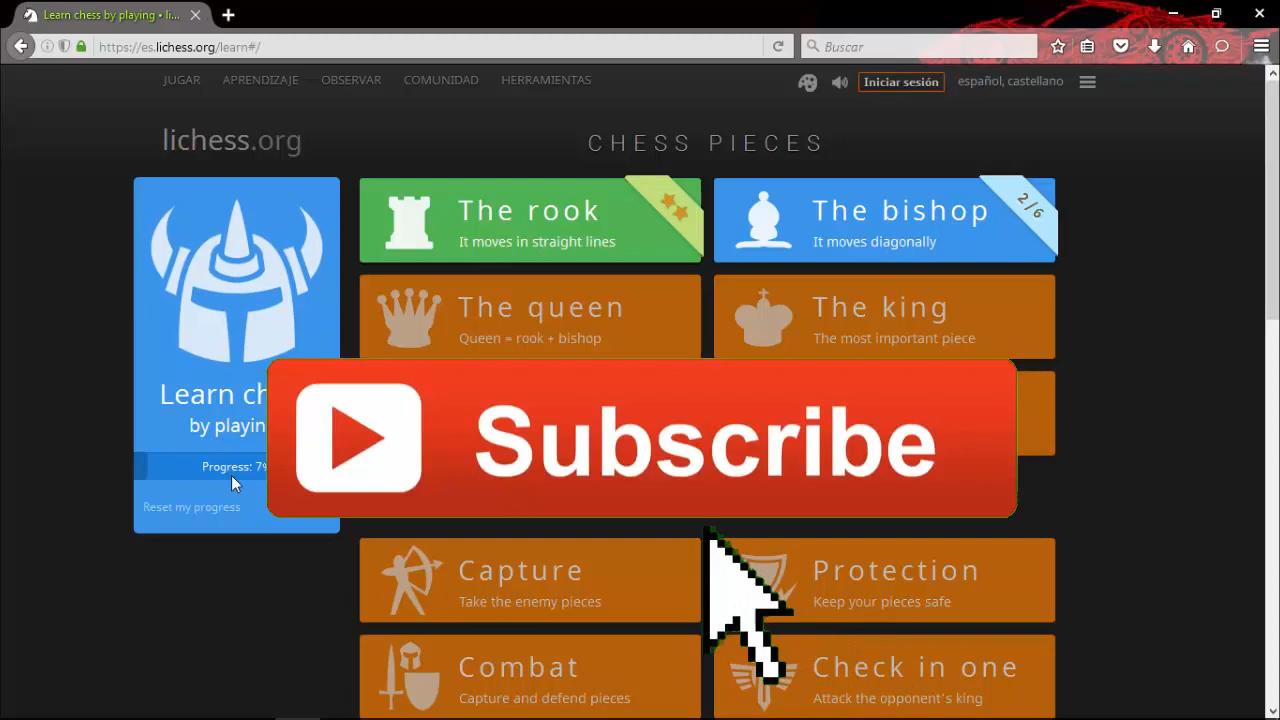 Learn chess by playing • li...
https://es.lichess.org/learn#/
Buscar
JUGAR APRENDIZAJE OBSERVAR COMUNIDAD HERRAMIENTAS
Iniciar sesión
español, castellano
lichess.org
CHESS PIECES
The rook
It moves in straight lines
The bishop
It moves diagonally
2/6
The queen
Queen = rook + bishop
The king
The most important piece
Learn ch
by playin
Progress: 7%
Reset my progress
Subscribe
Capture
Take the enemy pieces
Protection
Keep your pieces safe
Combat
Capture and defend pieces
Check in one
Attack the opponent's king